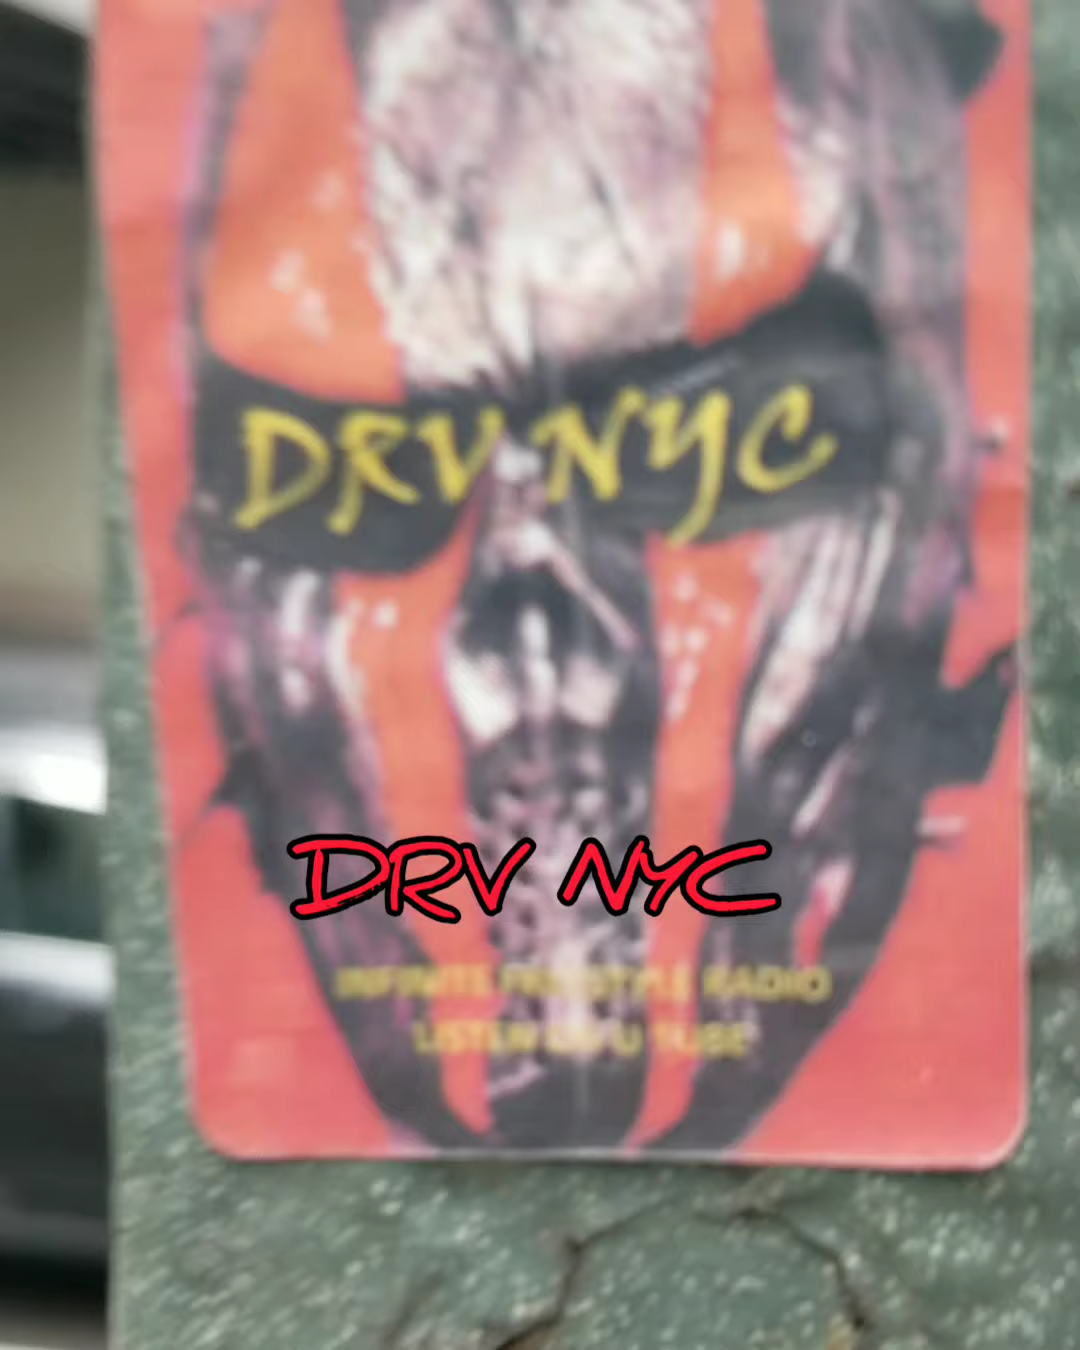 DRV NYC
DRV NYC
INFINITE FREESTYLE RADIO
LISTEN ON U TUBE